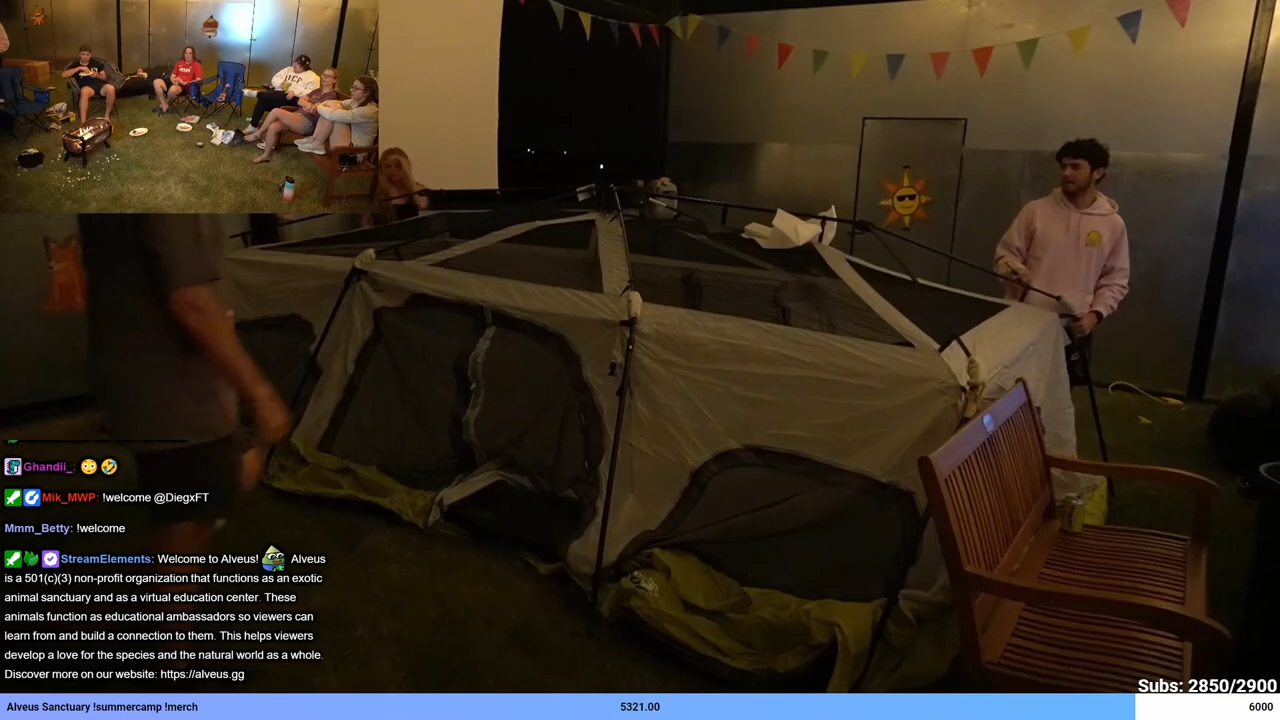 Ghandii_: 😳🤣
Mik_MWP: !welcome @DiegxFT
Mmm_Betty: !welcome
StreamElements: Welcome to Alveus! Alveus
is a 501(c)(3) non-profit organization that functions as an exotic
animal sanctuary and as a virtual education center. These
animals function as educational ambassadors so viewers can
learn from and build a connection to them. This helps viewers
develop a love for the species and the natural world as a whole.
Discover more on our website: https://alveus.gg
Subs: 2850/2900
Alveus Sanctuary !summercamp !merch
5321.00
6000